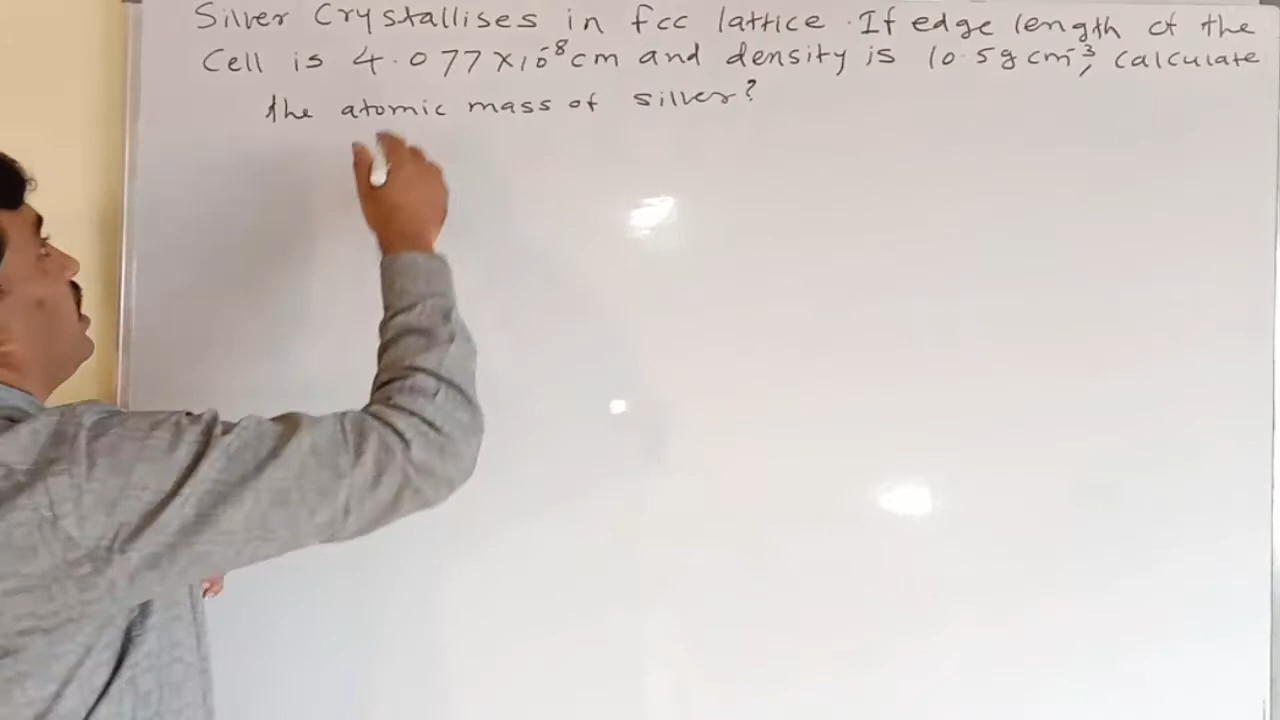 Silver Crystallises in fcc lattice. If edge length of the
Cell is 4.077 × 10⁻⁸ cm and density is 10.5 g cm⁻³, Calculate
the atomic mass of silver?